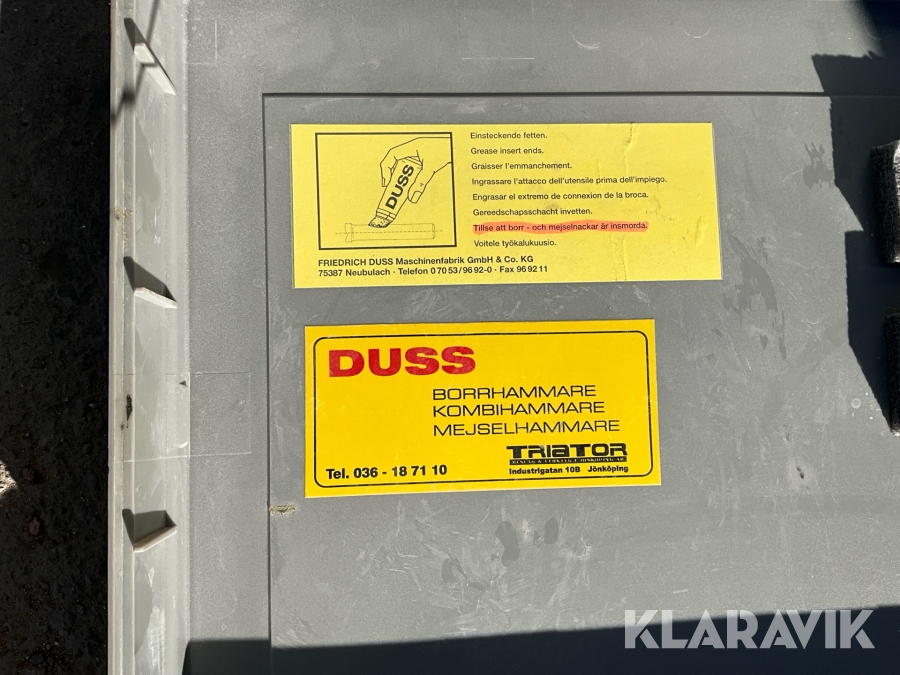 DUSS
Einsteckende fetten.
Grease insert ends.
Graisser l'emmanchement.
Ingrassare l'attacco dell'utensile prima dell'impiego.
Engrasar el extremo de connexion de la broca.
Gereedschapsschacht invetten.
Tillse att borr - och mejselnackar är insmorda.
Voitele työkalukuusio.
FRIEDRICH DUSS Maschinenfabrik GmbH & Co. KG
75387 Neubulach · Telefon 0 70 53/96 92-0 · Fax 96 92 11
DUSS
BORRHAMMARE
KOMBIHAMMARE
MEJSELHAMMARE
TRIATOR
Industrigatan 10B Jönköping
Tel. 036 - 18 71 10
KLARAVIK